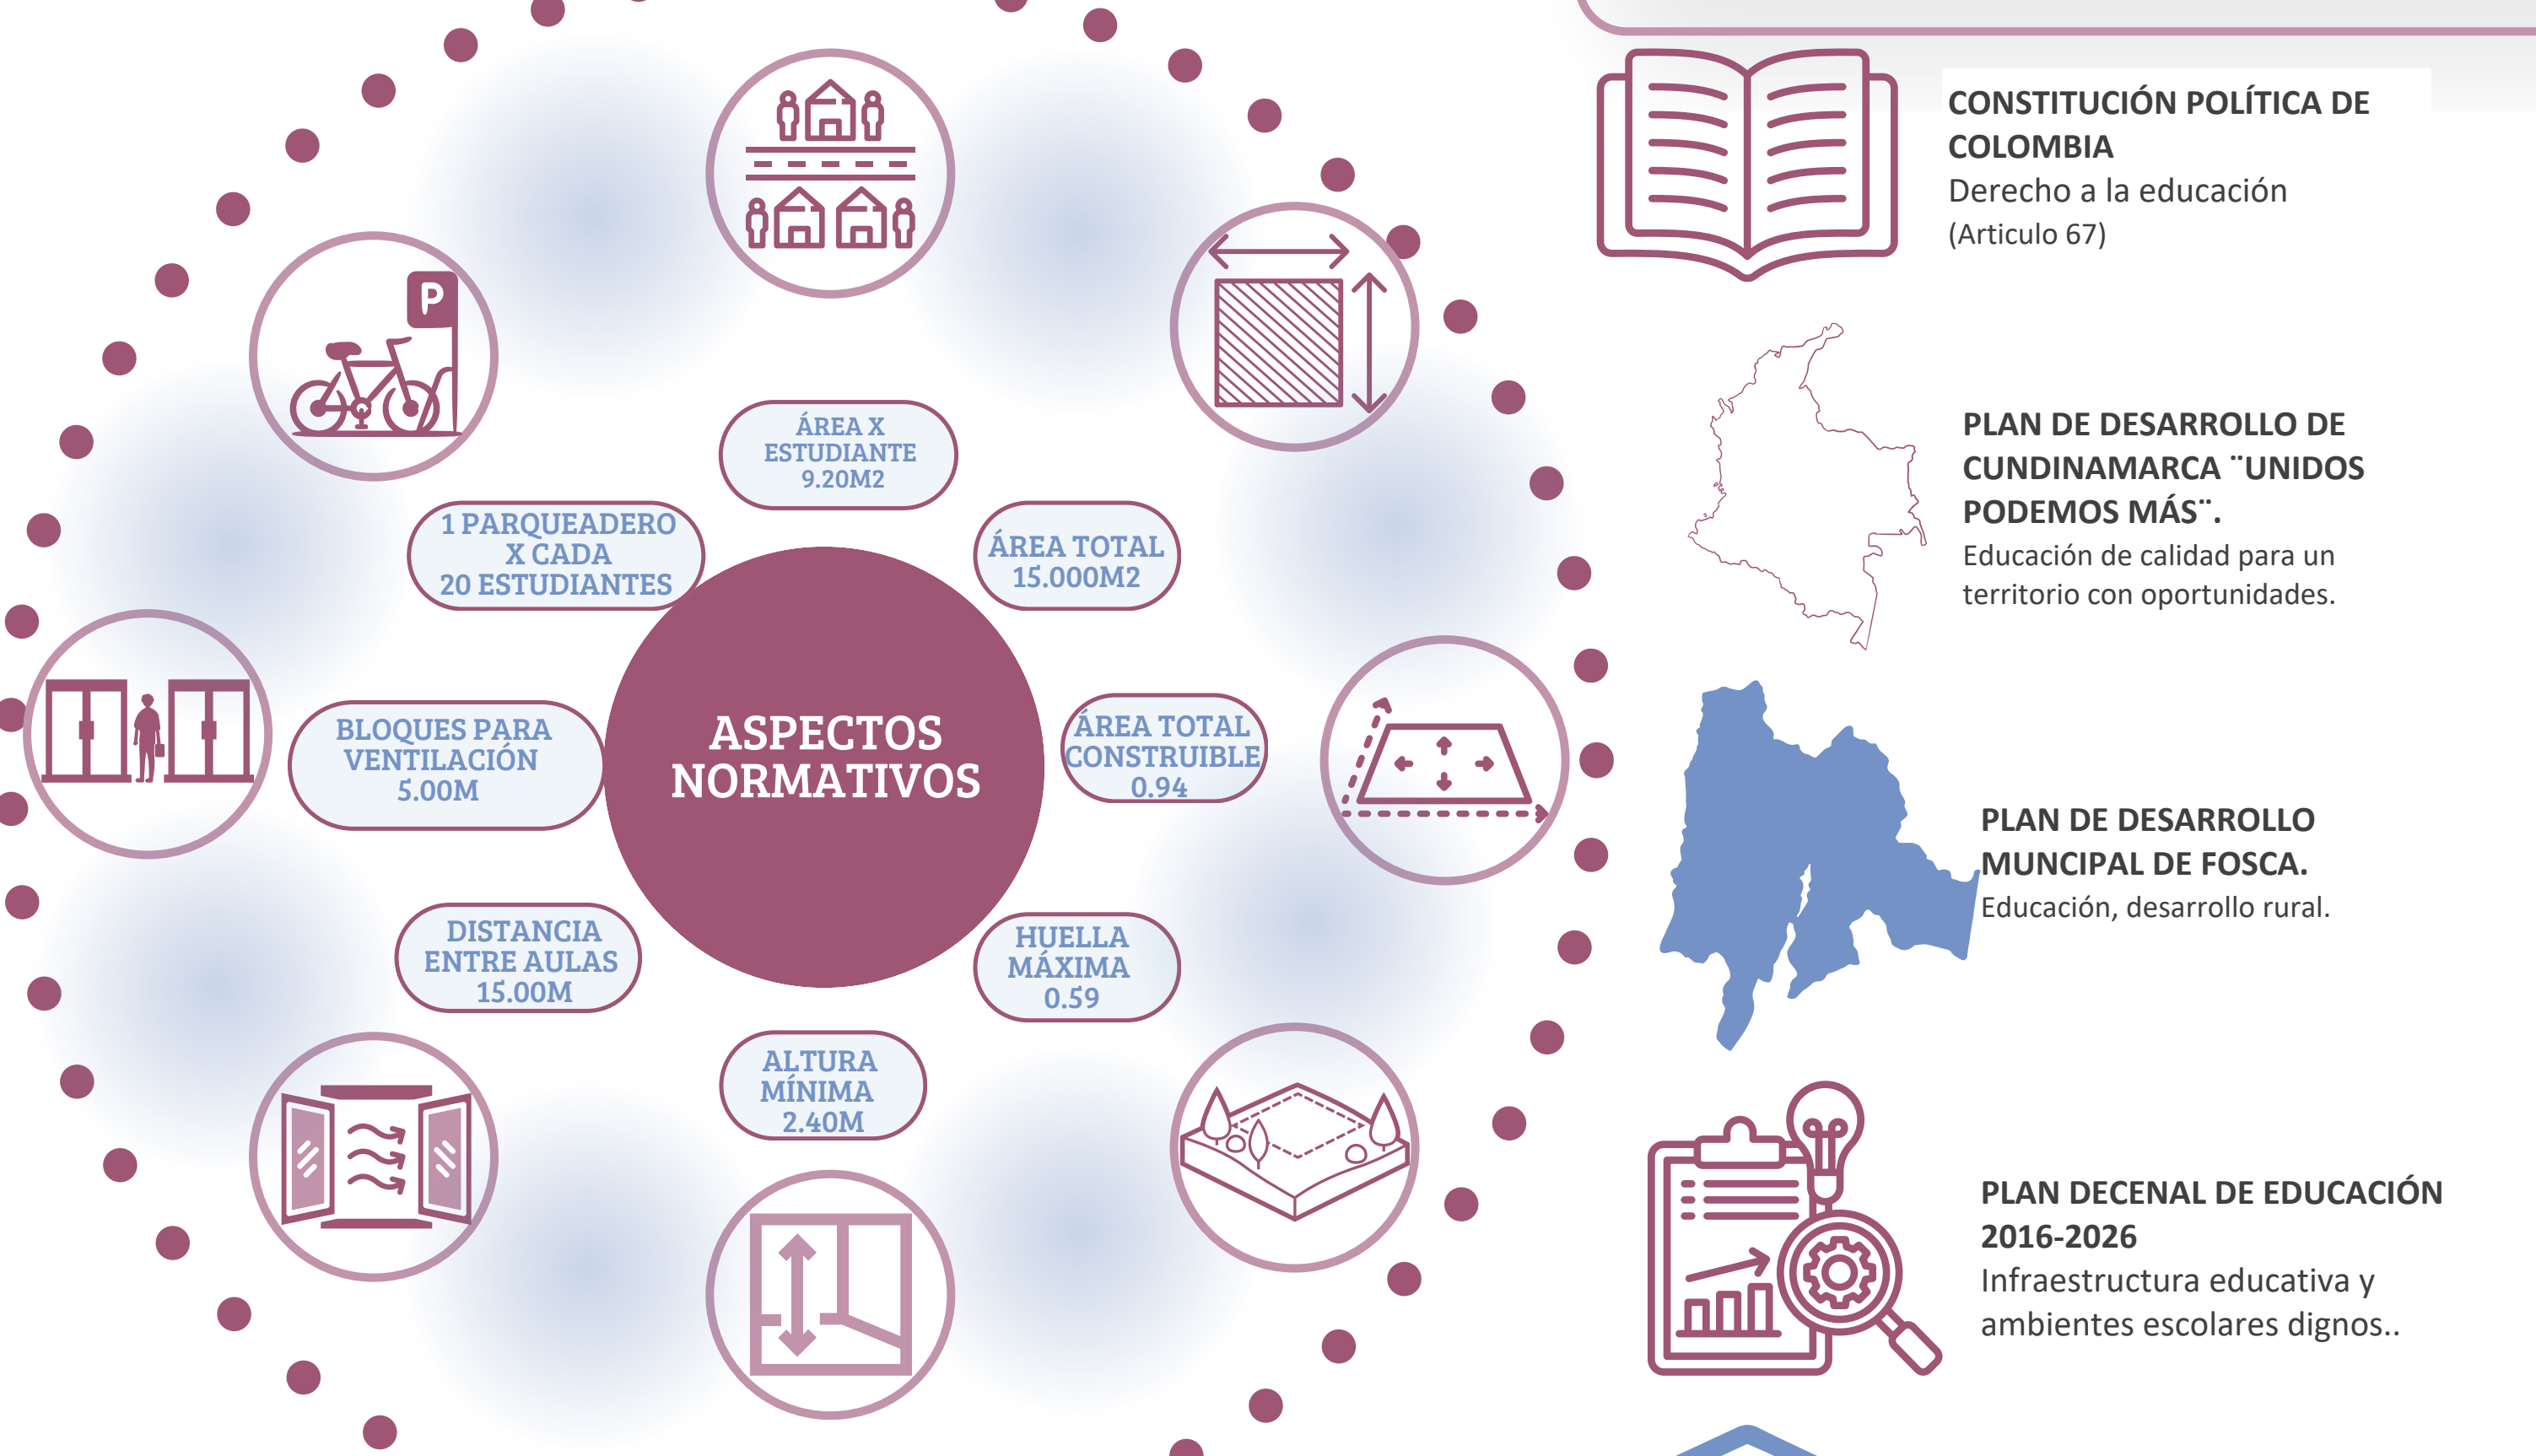 P
ÁREA X
ESTUDIANTE
9.20M2
1 PARQUEADERO
X CADA
20 ESTUDIANTES
ÁREA TOTAL
15.000M2
BLOQUES PARA
VENTILACIÓN
5.00M
ASPECTOS
NORMATIVOS
ÁREA TOTAL
CONSTRUIBLE
0.94
DISTANCIA
ENTRE AULAS
15.00M
HUELLA
MÁXIMA
0.59
ALTURA
MÍNIMA
2.40M
CONSTITUCIÓN POLÍTICA DE
COLOMBIA
Derecho a la educación
(Articulo 67)
PLAN DE DESARROLLO DE
CUNDINAMARCA ¨UNIDOS
PODEMOS MÁS¨.
Educación de calidad para un
territorio con oportunidades.
PLAN DE DESARROLLO
MUNCIPAL DE FOSCA.
Educación, desarrollo rural.
PLAN DECENAL DE EDUCACIÓN
2016-2026
Infraestructura educativa y
ambientes escolares dignos..